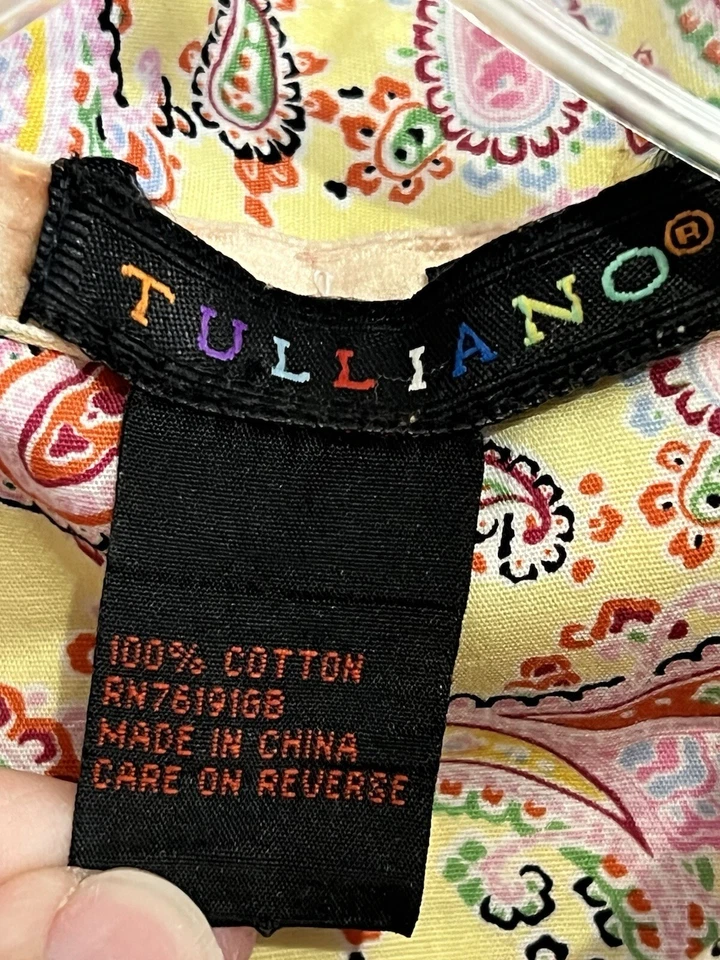 TULLIANO®
100% COTTON
RN76191GB
MADE IN CHINA
CARE ON REVERSE